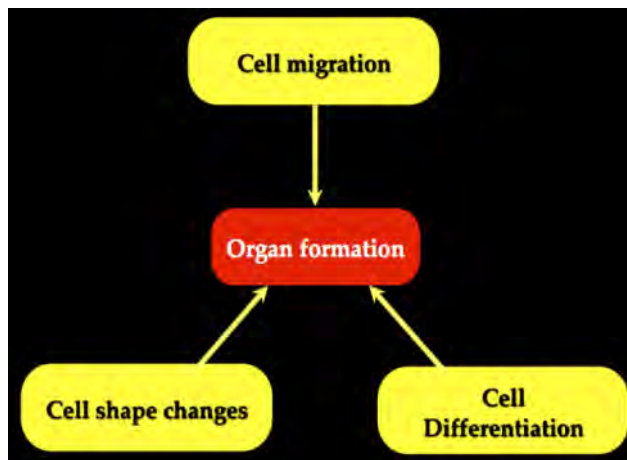 Cell migration
Organ formation
Cell shape changes
Cell
Differentiation